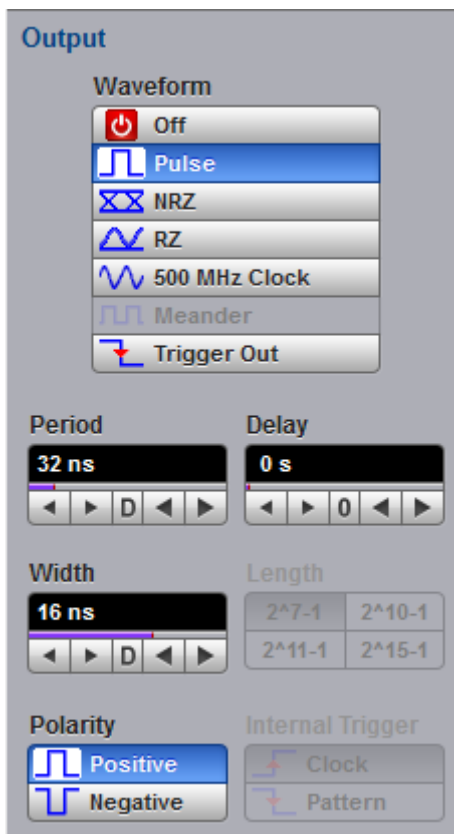 Output
Waveform
Off
Pulse
NRZ
RZ
500 MHz Clock
Meander
Trigger Out
Period Delay
32 ns 0 s
D 0
Width Length
16 ns 2^7-1 2^10-1
D 2^11-1 2^15-1
Polarity Internal Trigger
Positive Clock
Negative Pattern